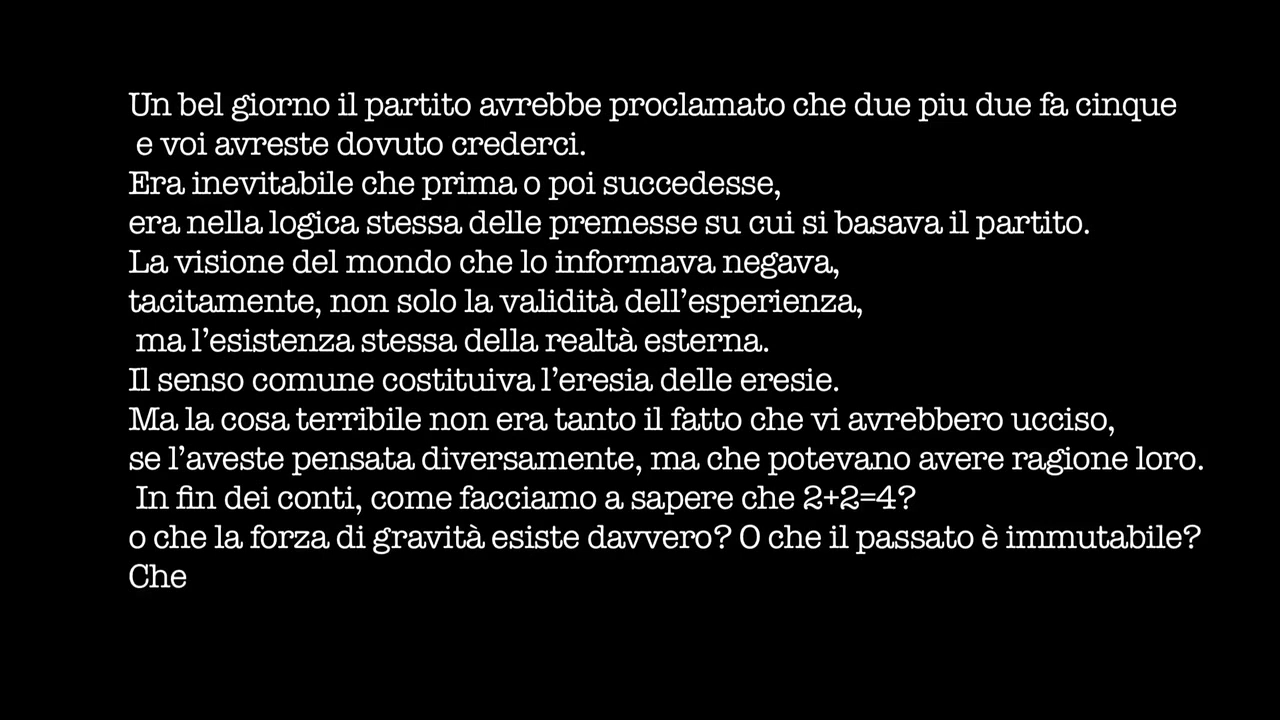 Un bel giorno il partito avrebbe proclamato che due piu due fa cinque
e voi avreste dovuto crederci.
Era inevitabile che prima o poi succedesse,
era nella logica stessa delle premesse su cui si basava il partito.
La visione del mondo che lo informava negava,
tacitamente, non solo la validità dell’esperienza,
ma l’esistenza stessa della realtà esterna.
Il senso comune costituiva l’eresia delle eresie.
Ma la cosa terribile non era tanto il fatto che vi avrebbero ucciso,
se l’aveste pensata diversamente, ma che potevano avere ragione loro.
In fin dei conti, come facciamo a sapere che 2+2=4?
o che la forza di gravità esiste davvero? O che il passato è immutabile?
Che